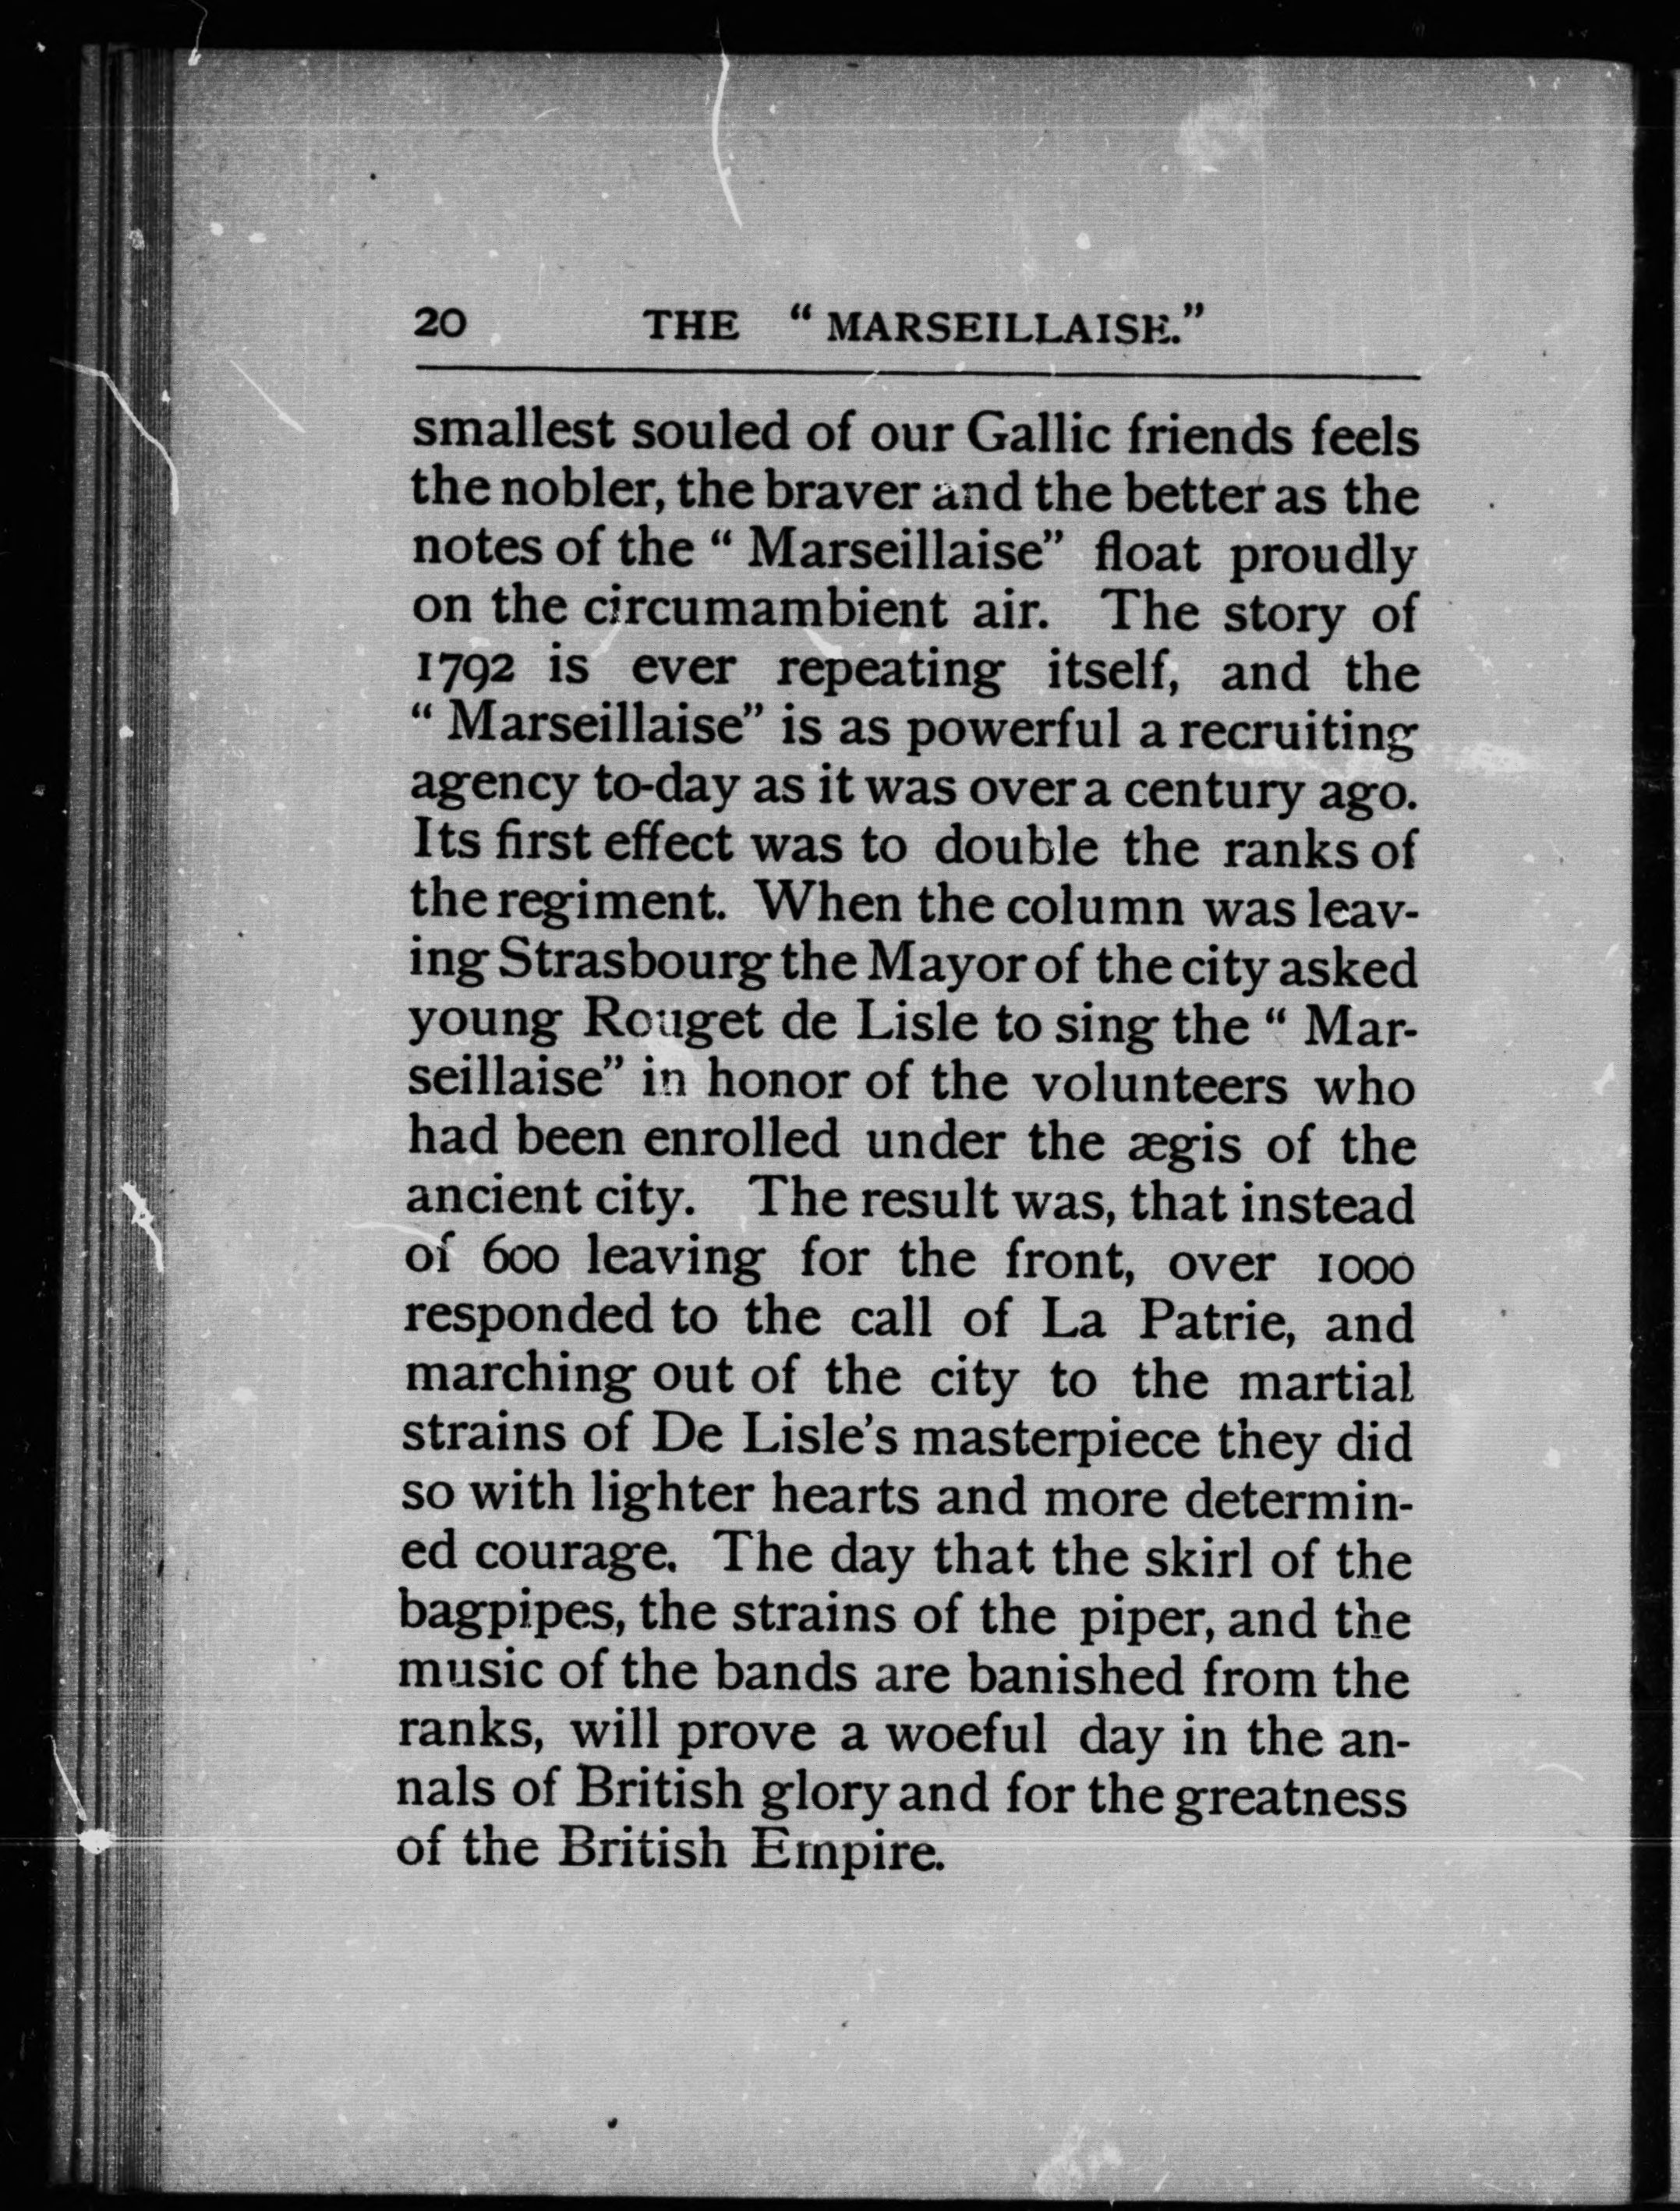 20 THE “ MARSEILLAISE.”
smallest souled of our Gallic friends feels
the nobler, the braver and the better as the
notes of the “ Marseillaise” float proudly
on the circumambient air. The story of
1792 is ever repeating itself, and the
“ Marseillaise” is as powerful a recruiting
agency to-day as it was over a century ago.
Its first effect was to double the ranks of
the regiment. When the column was leav-
ing Strasbourg the Mayor of the city asked
young Rouget de Lisle to sing the “ Mar-
seillaise” in honor of the volunteers who
had been enrolled under the ægis of the
ancient city. The result was, that instead
of 600 leaving for the front, over 1000
responded to the call of La Patrie, and
marching out of the city to the martial
strains of De Lisle’s masterpiece they did
so with lighter hearts and more determin-
ed courage. The day that the skirl of the
bagpipes, the strains of the piper, and the
music of the bands are banished from the
ranks, will prove a woeful day in the an-
nals of British glory and for the greatness
of the British Empire.